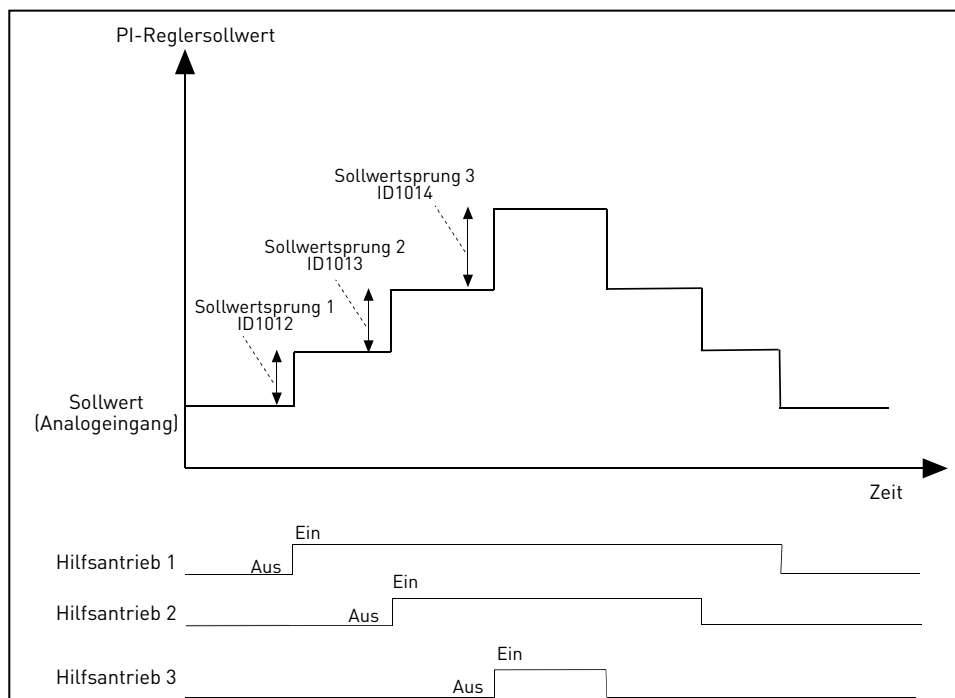 PI-Reglersollwert
Sollwertsprung 3
ID1014
Sollwertsprung 2
ID1013
Sollwertsprung 1
ID1012
Sollwert
(Analogeingang)
Zeit
Ein
Hilfsantrieb 1
Aus
Ein
Hilfsantrieb 2
Aus
Ein
Hilfsantrieb 3
Aus